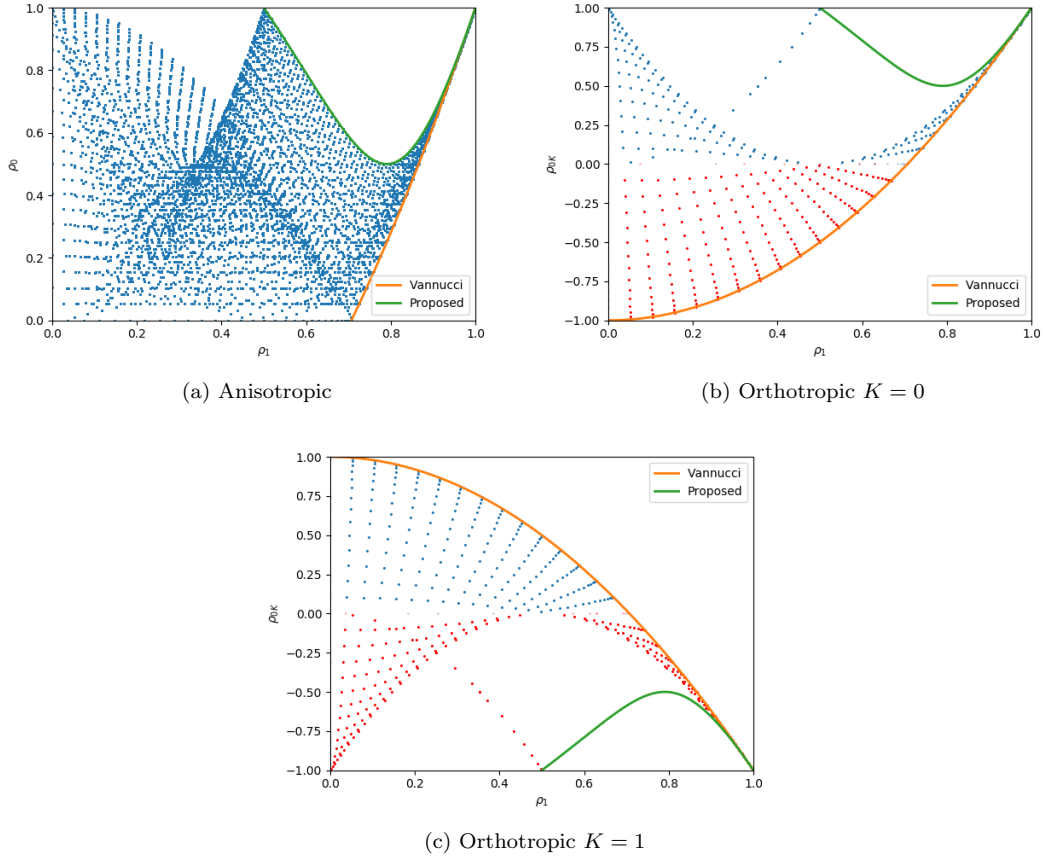 1.0
0.8
0.6
0.4
0.2
0.0
ρ0
0.0 0.2 0.4 0.6 0.8 1.0
ρ1
Vannucci
Proposed
(a) Anisotropic
1.00
0.75
0.50
0.25
0.00
−0.25
−0.50
−0.75
−1.00
ρ0K
0.0 0.2 0.4 0.6 0.8 1.0
ρ1
Vannucci
Proposed
(b) Orthotropic K = 0
1.00
0.75
0.50
0.25
0.00
−0.25
−0.50
−0.75
−1.00
ρ0K
0.0 0.2 0.4 0.6 0.8 1.0
ρ1
Vannucci
Proposed
(c) Orthotropic K = 1